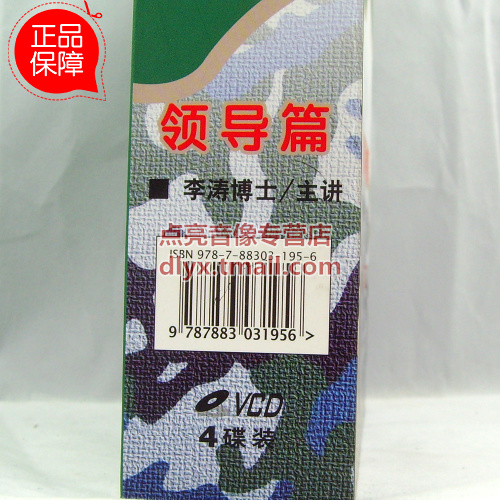 正品
保障
领导篇
■ 李涛博士/主讲
点亮音像专营店
ISBN 978-7-88303-195-6
dlyx.tmall.com
9 787883 031956 >
VCD
4碟装